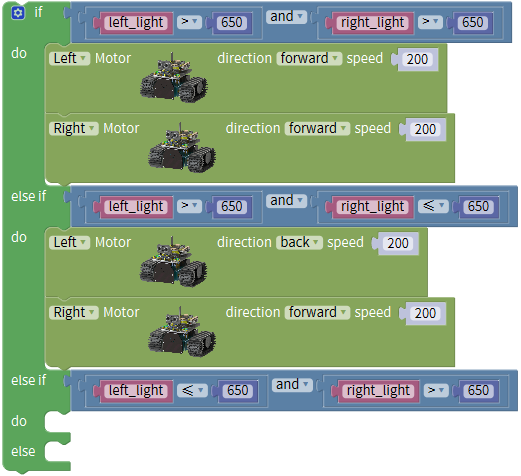 if left_light > 650 and right_light > 650
do Left Motor direction forward speed 200
Right Motor direction forward speed 200
else if left_light > 650 and right_light ≤ 650
do Left Motor direction back speed 200
Right Motor direction forward speed 200
else if left_light ≤ 650 and right_light > 650
do
else